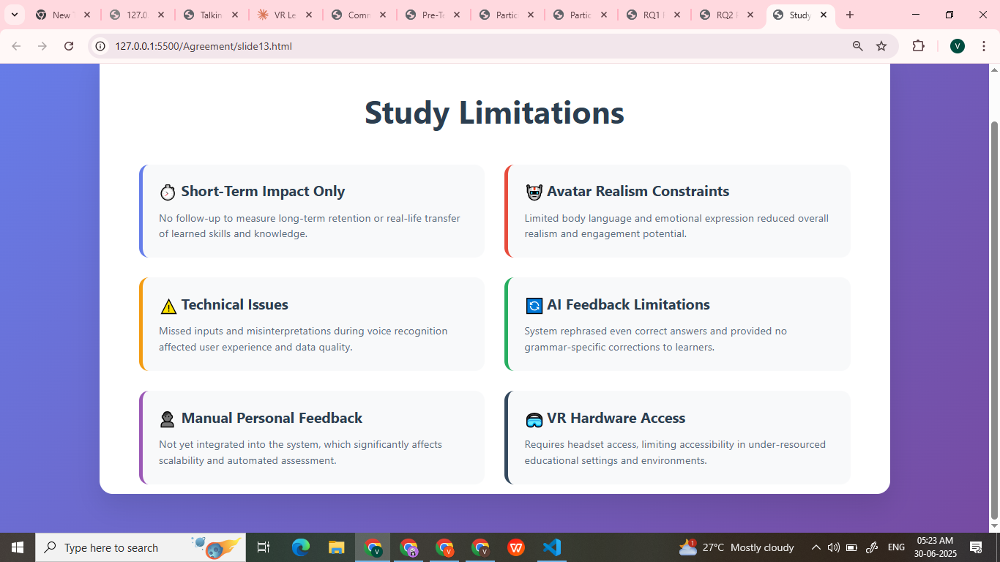 New
127.0
Talkin
VR Le
Comm
Pre-Te
Partic
Partic
RQ1
RQ2
Study
127.0.0.1:5500/Agreement/slide13.html
V
Study Limitations
Short-Term Impact Only
No follow-up to measure long-term retention or real-life transfer
of learned skills and knowledge.
Avatar Realism Constraints
Limited body language and emotional expression reduced overall
realism and engagement potential.
Technical Issues
Missed inputs and misinterpretations during voice recognition
affected user experience and data quality.
AI Feedback Limitations
System rephrased even correct answers and provided no
grammar-specific corrections to learners.
Manual Personal Feedback
Not yet integrated into the system, which significantly affects
scalability and automated assessment.
VR Hardware Access
Requires headset access, limiting accessibility in under-resourced
educational settings and environments.
Type here to search
1
27°C Mostly cloudy
ENG
05:23 AM
30-06-2025